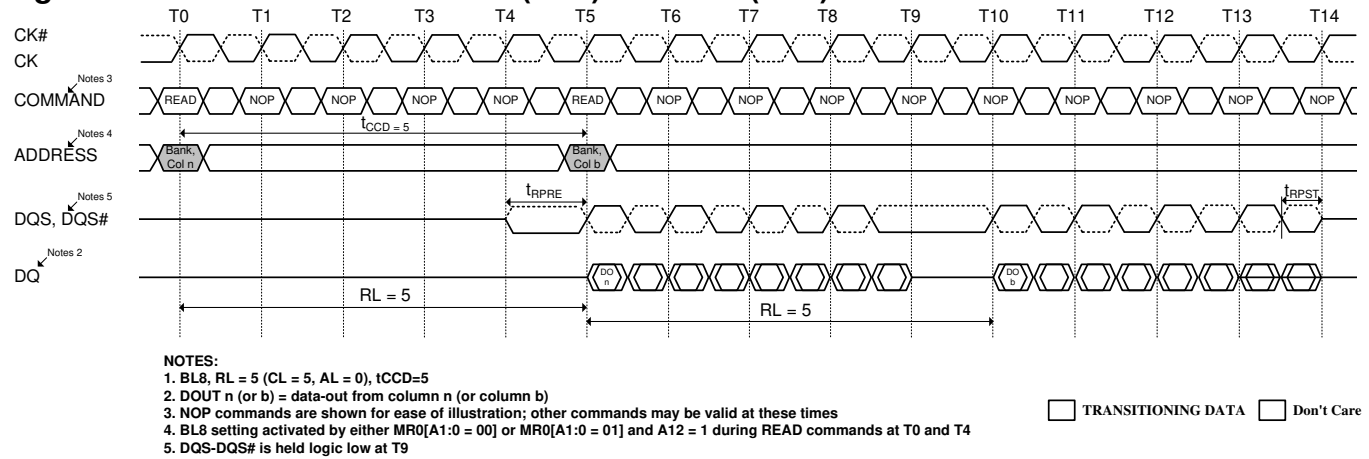 T0 T1 T2 T3 T4 T5 T6 T7 T8 T9 T10 T11 T12 T13 T14
CK#
CK
Notes 3
COMMAND READ NOP NOP NOP NOP READ NOP NOP NOP NOP NOP NOP NOP NOP NOP
tCCD = 5
Notes 4
ADDRESS
Bank, Col n
Bank, Col b
Notes 5
DQS, DQS#
tRPRE
tRPST
Notes 2
DQ
DO n
DO b
RL = 5
RL = 5
NOTES:
1. BL8, RL = 5 (CL = 5, AL = 0), tCCD=5
2. DOUT n (or b) = data-out from column n (or column b)
3. NOP commands are shown for ease of illustration; other commands may be valid at these times
4. BL8 setting activated by either MR0[A1:0 = 00] or MR0[A1:0 = 01] and A12 = 1 during READ commands at T0 and T4
5. DQS-DQS# is held logic low at T9
TRANSITIONING DATA Don't Care